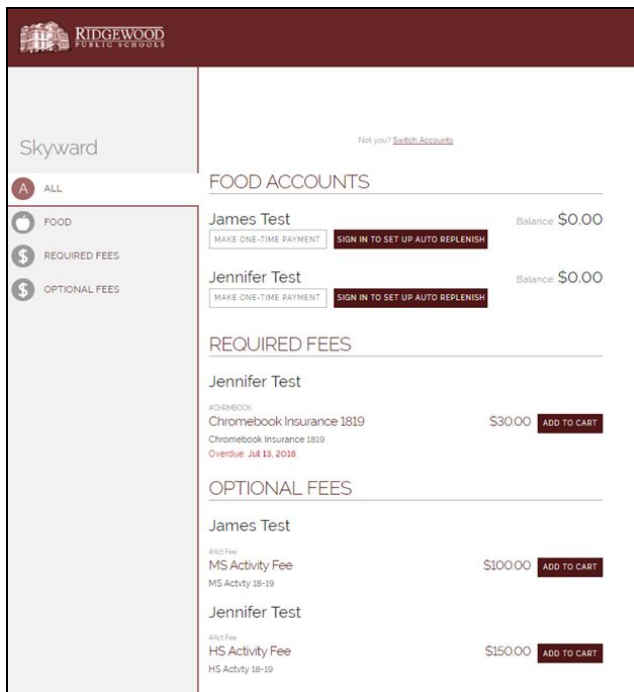 RIDGEWOOD
PUBLIC SCHOOLS
Skyward
A ALL
FOOD
$ REQUIRED FEES
$ OPTIONAL FEES
Not you? Switch Accounts
FOOD ACCOUNTS
James Test Balance: $0.00
MAKE ONE-TIME PAYMENT SIGN IN TO SET UP AUTO REPLENISH
Jennifer Test Balance: $0.00
MAKE ONE-TIME PAYMENT SIGN IN TO SET UP AUTO REPLENISH
REQUIRED FEES
Jennifer Test
#CHRMBOOK
Chromebook Insurance 1819 $30.00 ADD TO CART
Chromebook Insurance 1819
Overdue: Jul 13, 2018
OPTIONAL FEES
James Test
#Act Fee
MS Activity Fee $100.00 ADD TO CART
MS Actvty 18-19
Jennifer Test
#Act Fee
HS Activity Fee $150.00 ADD TO CART
HS Actvty 18-19